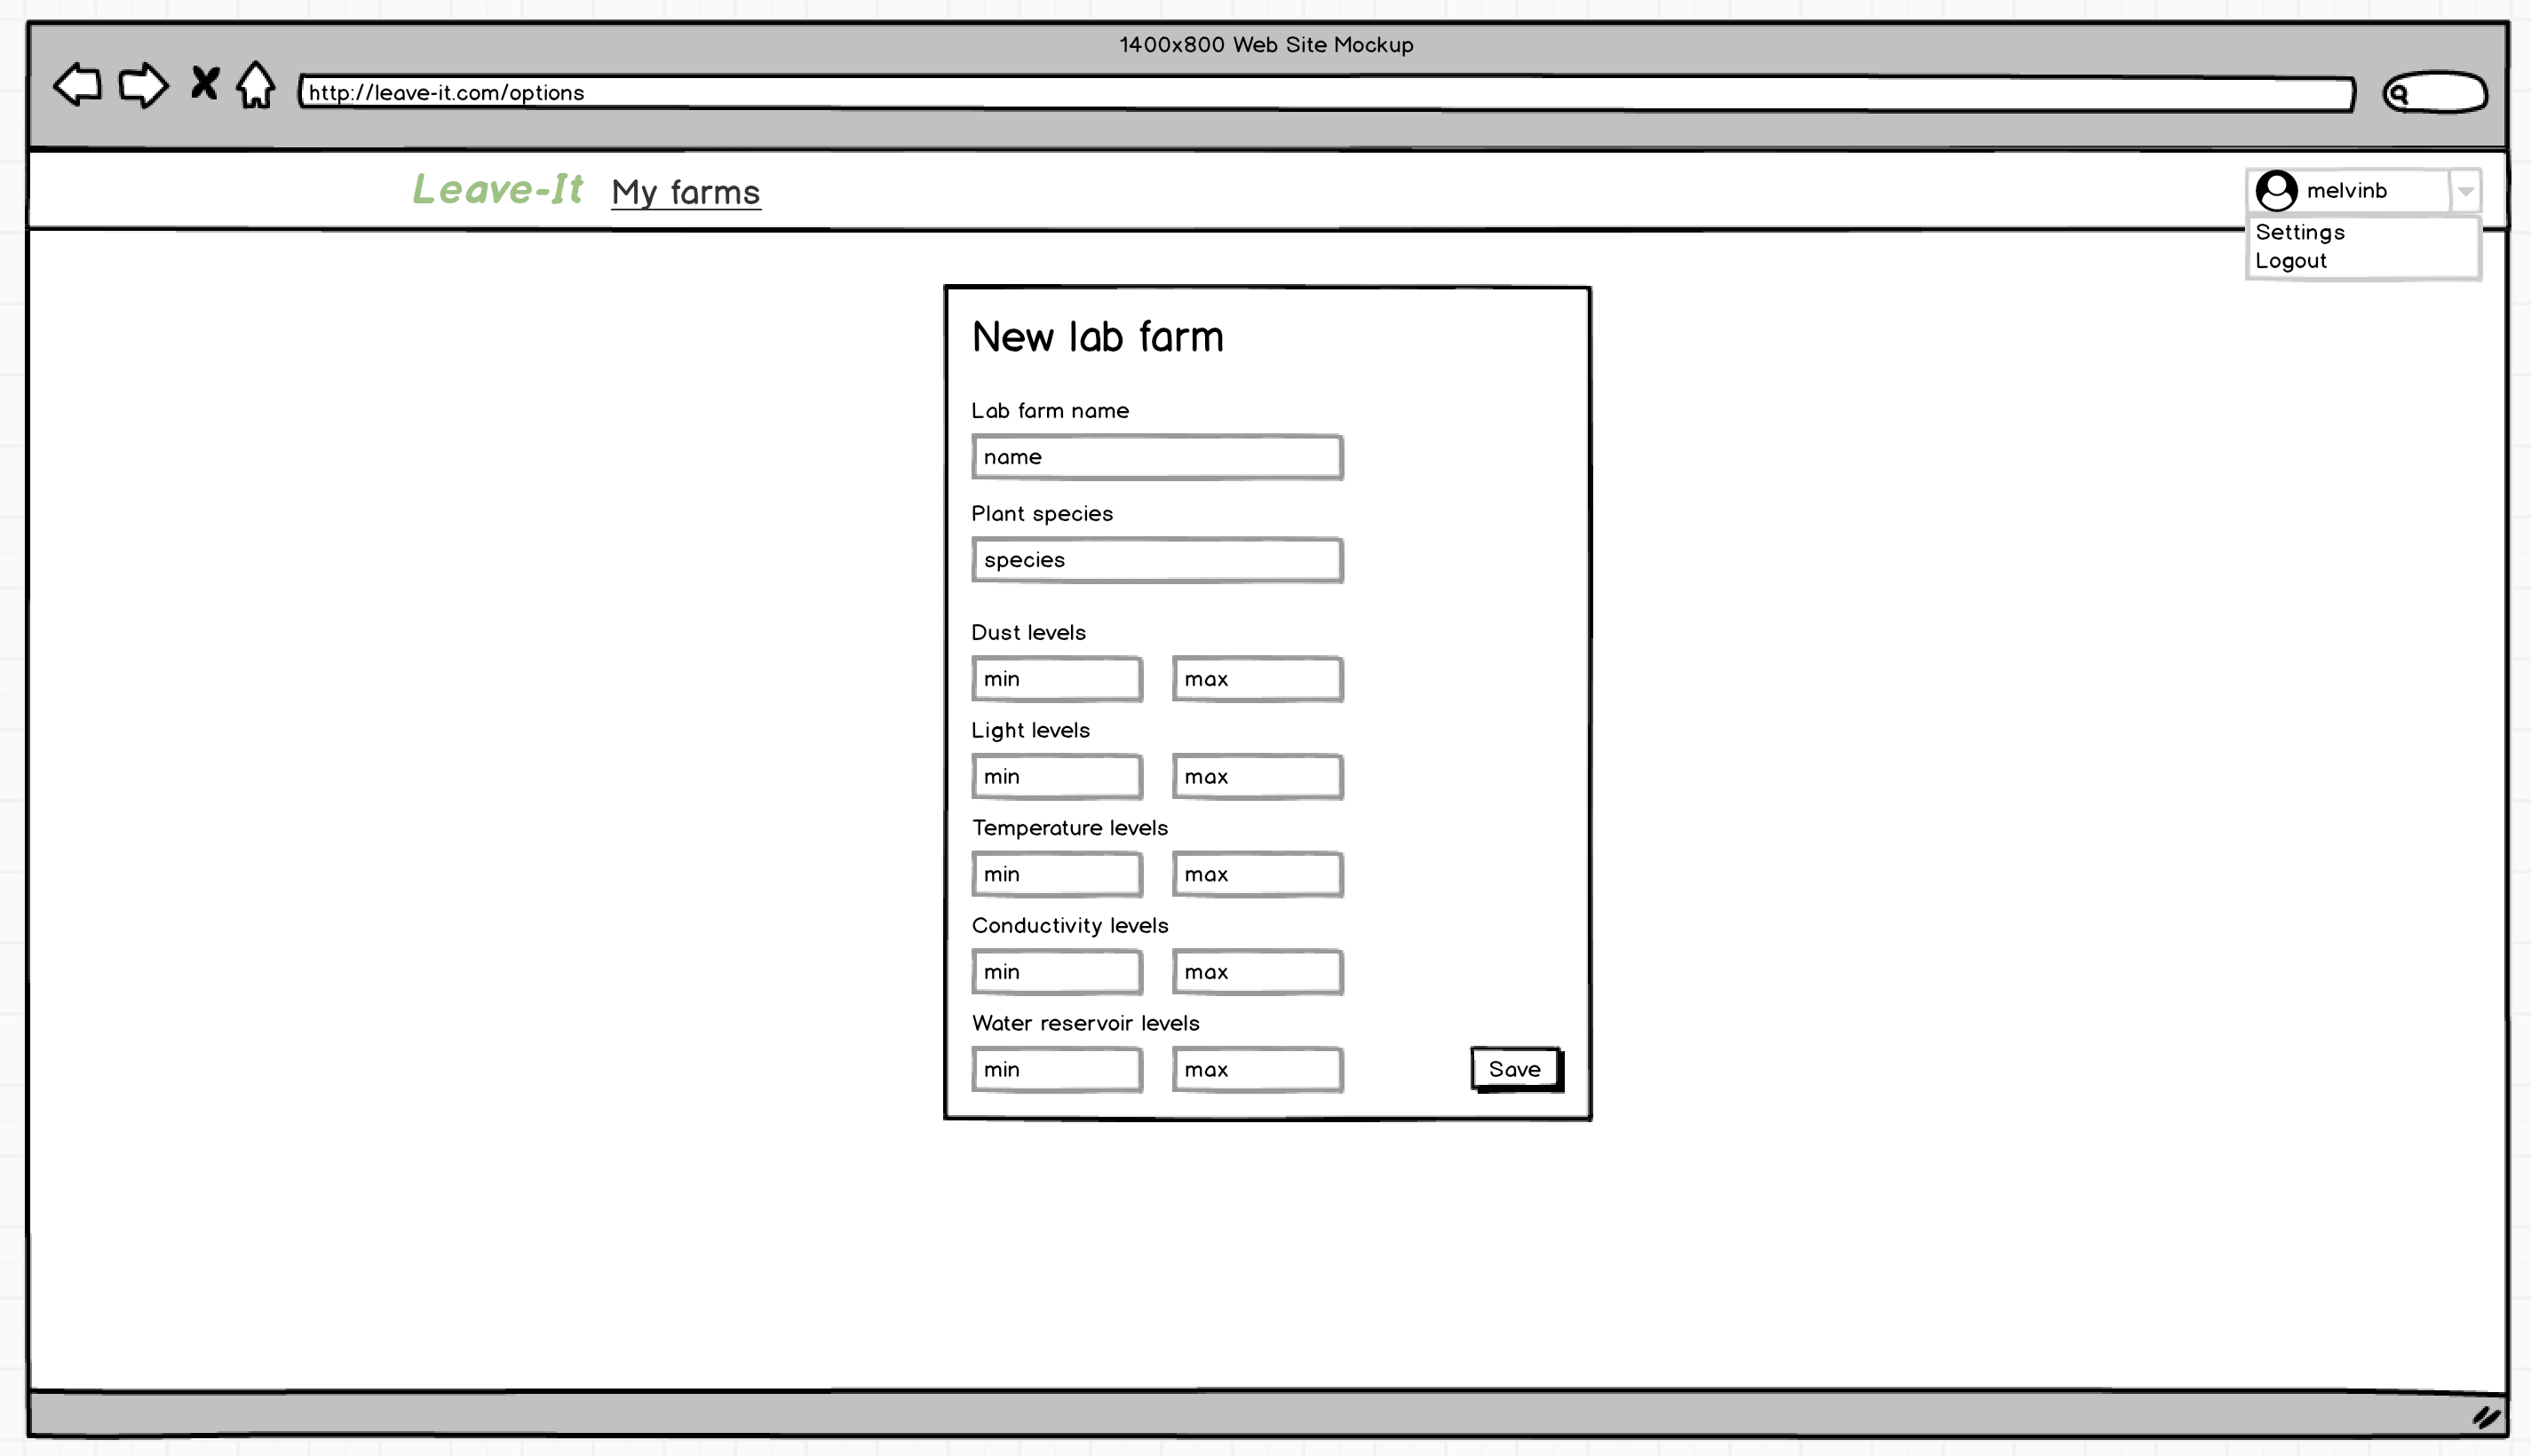 1400x800 Web Site Mockup
http://leave-it.com/options
Leave-It My farms
melvinb
Settings
Logout
New lab farm
Lab farm name
name
Plant species
species
Dust levels
min max
Light levels
min max
Temperature levels
min max
Conductivity levels
min max
Water reservoir levels
min max
Save